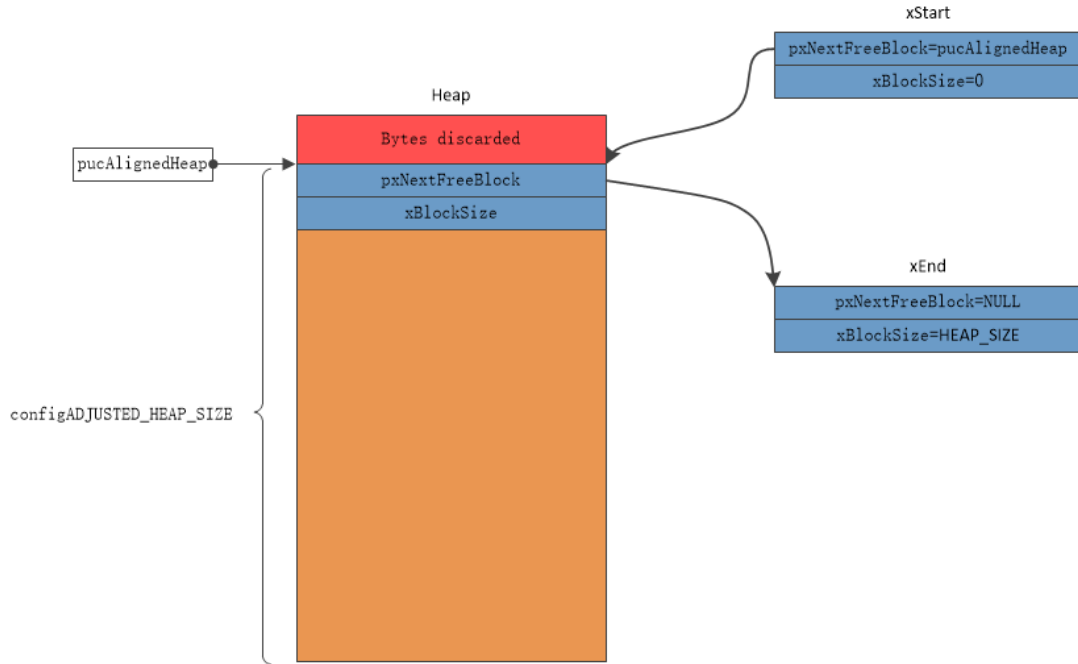 xStart
pxNextFreeBlock=pucAlignedHeap
xBlockSize=0
Heap
Bytes discarded
pucAlignedHeap
pxNextFreeBlock
xBlockSize
xEnd
pxNextFreeBlock=NULL
xBlockSize=HEAP_SIZE
configADJUSTED_HEAP_SIZE